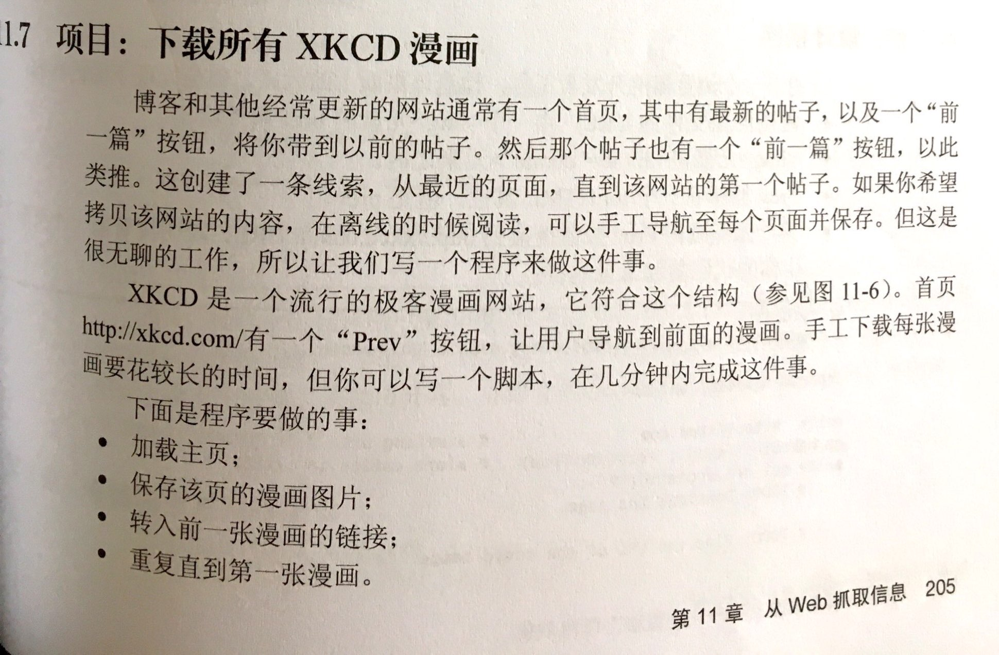 11.7 项目：下载所有 XKCD 漫画
博客和其他经常更新的网站通常有一个首页，其中有最新的帖子，以及一个“前
一篇”按钮，将你带到以前的帖子。然后那个帖子也有一个“前一篇”按钮，以此
类推。这创建了一条线索，从最近的页面，直到该网站的第一个帖子。如果你希望
拷贝该网站的内容，在离线的时候阅读，可以手工导航至每个页面并保存。但这是
很无聊的工作，所以让我们写一个程序来做这件事。
XKCD 是一个流行的极客漫画网站，它符合这个结构（参见图 11-6）。首页
http://xkcd.com/有一个“Prev”按钮，让用户导航到前面的漫画。手工下载每张漫
画要花较长的时间，但你可以写一个脚本，在几分钟内完成这件事。
下面是程序要做的事：
• 加载主页；
• 保存该页的漫画图片；
• 转入前一张漫画的链接；
• 重复直到第一张漫画。
第 11 章 从 Web 抓取信息 205